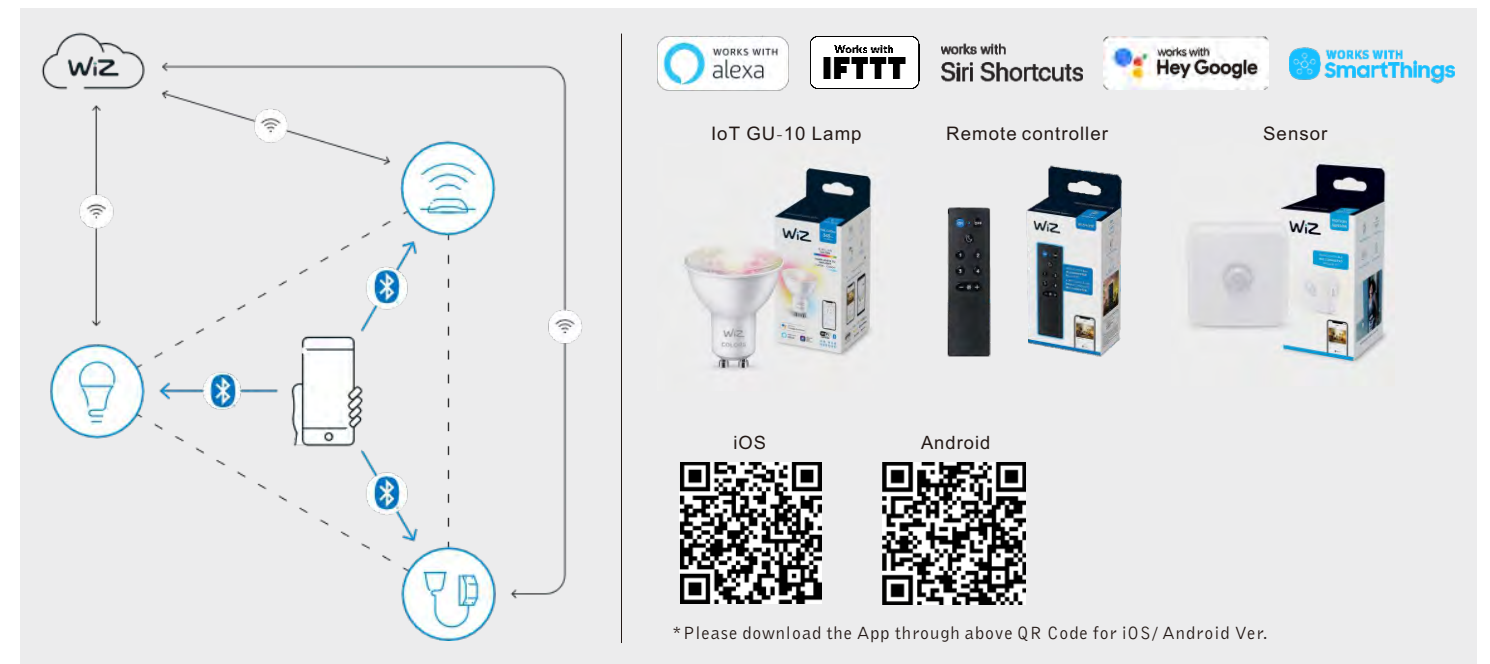 WiZ
WORKS WITH
alexa
Works with
IFTTT
works with
Siri Shortcuts
works with
Hey Google
WORKS WITH
SmartThings
IoT GU-10 Lamp
Remote controller
Sensor
WiZ
WiZ
WiZ
WiZ
COLORS
iOS
Android
*Please download the App through above QR Code for iOS/ Android Ver.